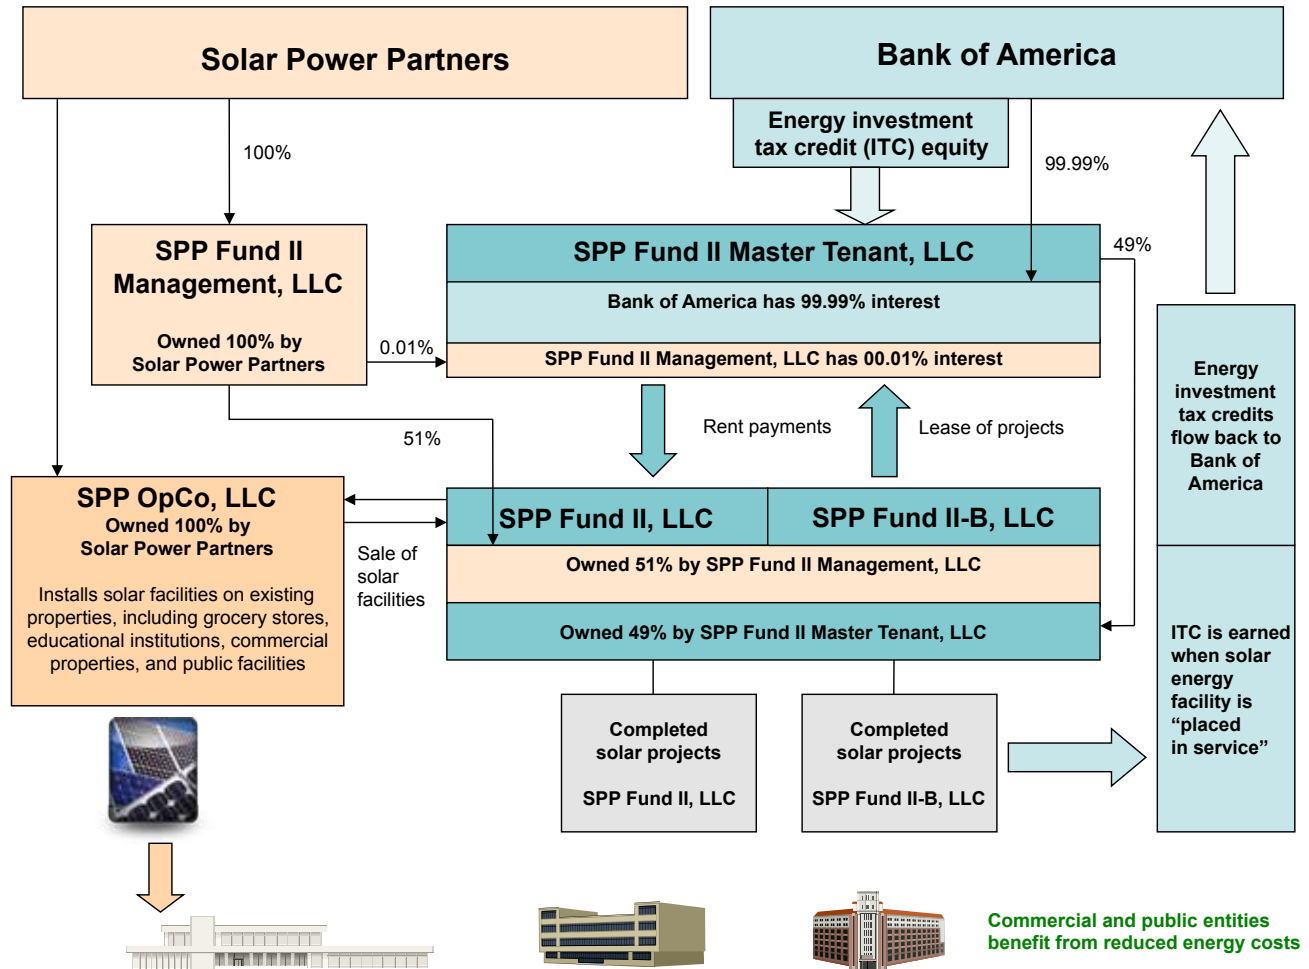 Solar Power Partners
Bank of America
Energy investment
tax credit (ITC) equity
100%
99.99%
SPP Fund II
Management, LLC
Owned 100% by
Solar Power Partners
0.01%
SPP Fund II Master Tenant, LLC
Bank of America has 99.99% interest
SPP Fund II Management, LLC has 00.01% interest
49%
51%
Rent payments
Lease of projects
Energy
investment
tax credits
flow back to
Bank of
America
SPP OpCo, LLC
Owned 100% by
Solar Power Partners
Installs solar facilities on existing
properties, including grocery stores,
educational institutions, commercial
properties, and public facilities
Sale of
solar
facilities
SPP Fund II, LLC
SPP Fund II-B, LLC
Owned 51% by SPP Fund II Management, LLC
Owned 49% by SPP Fund II Master Tenant, LLC
ITC is earned
when solar
energy
facility is
“placed
in service”
Completed
solar projects
SPP Fund II, LLC
Completed
solar projects
SPP Fund II-B, LLC
Commercial and public entities
benefit from reduced energy costs